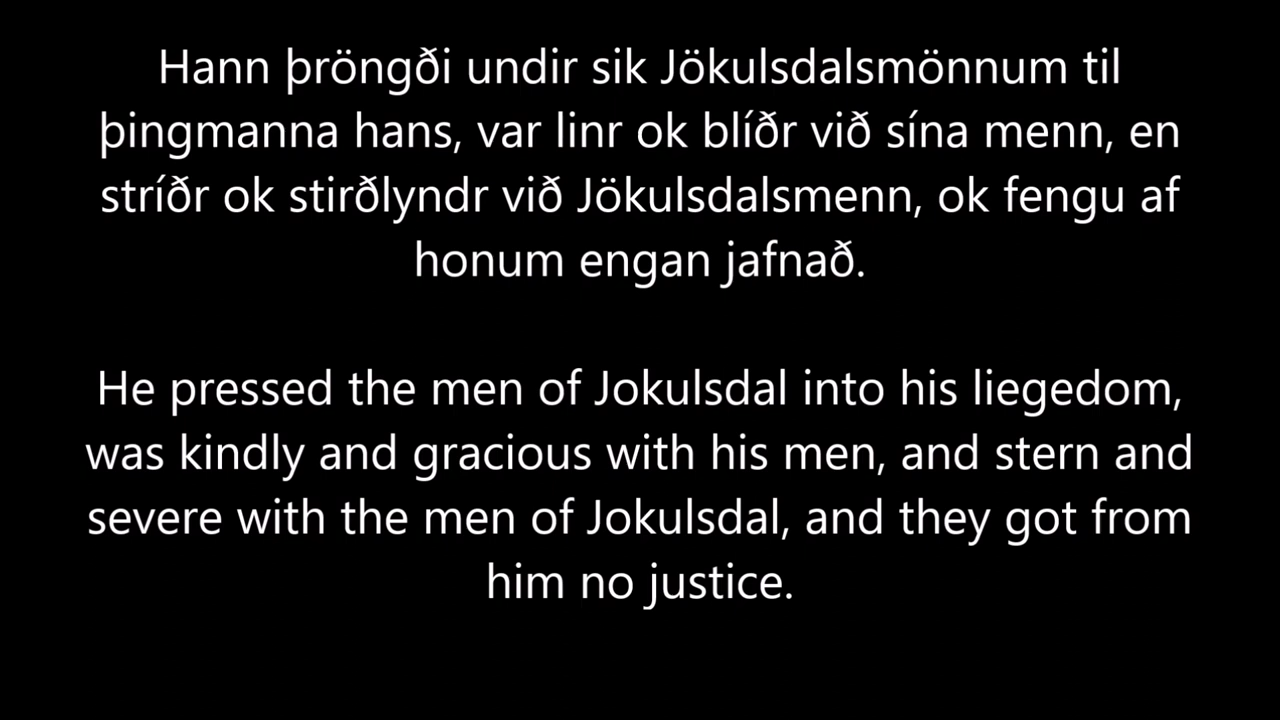 Hann þröngði undir sik Jökulsdalsmönnum til
þingmanna hans, var linr ok blíðr við sína menn, en
stríðr ok stirðlyndr við Jökulsdalsmenn, ok fengu af
honum engan jafnað.
He pressed the men of Jokulsdal into his liegedom,
was kindly and gracious with his men, and stern and
severe with the men of Jokulsdal, and they got from
him no justice.